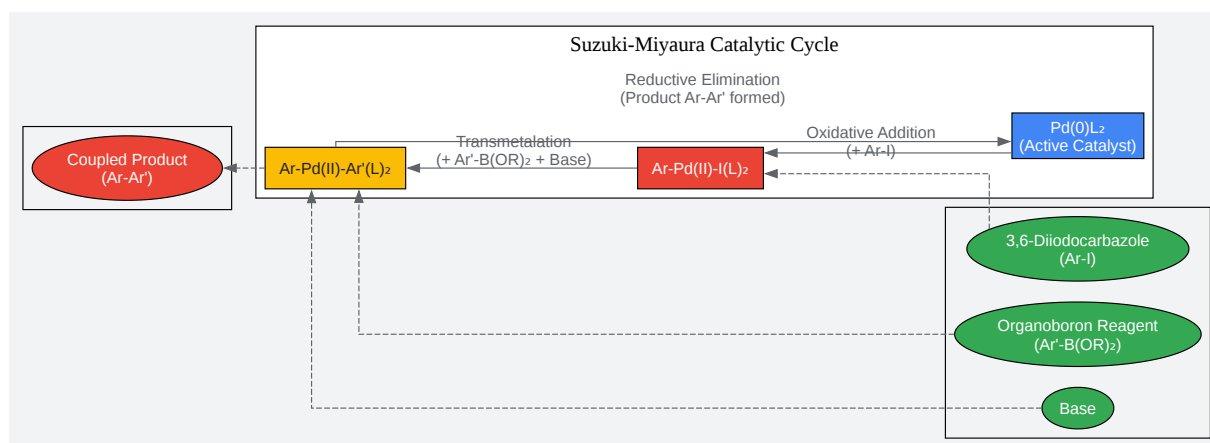 Suzuki-Miyaura Catalytic Cycle
Reductive Elimination
(Product Ar-Ar' formed)
Pd(0)L₂
(Active Catalyst)
Oxidative Addition
(+ Ar-I)
Transmetalation
(+ Ar'-B(OR)₂ + Base)
Coupled Product
(Ar-Ar')
Ar-Pd(II)-Ar'(L)₂
Ar-Pd(II)-I(L)₂
3,6-Diiodocarbazole
(Ar-I)
Organoboron Reagent
(Ar'-B(OR)₂)
Base